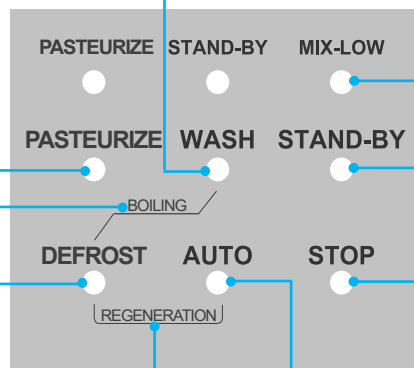 PASTEURIZE STAND-BY MIX-LOW
PASTEURIZE WASH STAND-BY
BOILING
DEFROST AUTO STOP
REGENERATION